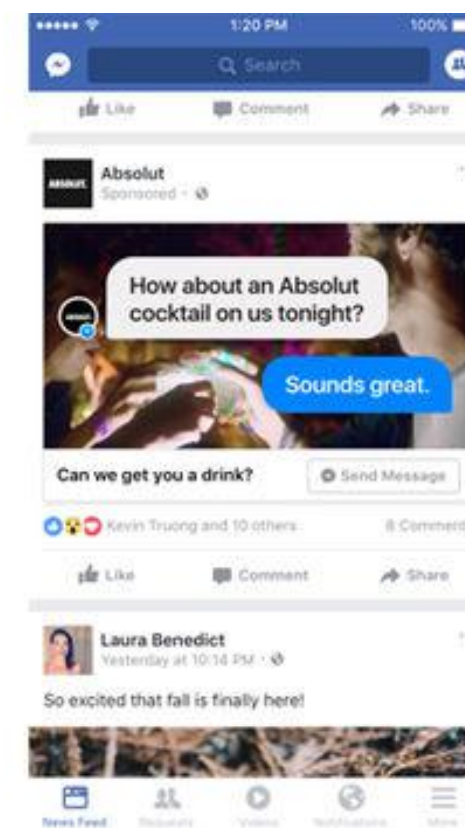 1:20 PM 100%
Search
Like Comment Share
ABSOLUT.
Absolut
Sponsored ·
How about an Absolut
cocktail on us tonight?
Sounds great.
Can we get you a drink? Send Message
Kevin Truong and 10 others 8 Comment
Like Comment Share
Laura Benedict
Yesterday at 10:14 PM ·
So excited that fall is finally here!
News Feed Requests Videos Notifications More